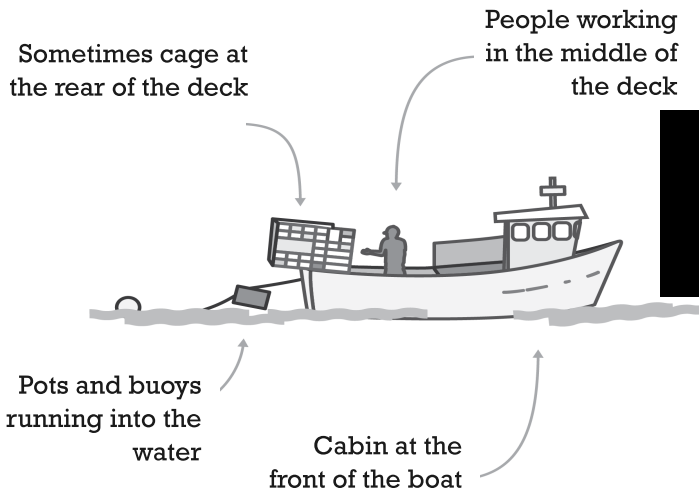 People working
in the middle of
the deck
Sometimes cage at
the rear of the deck
Pots and buoys
running into the
water
Cabin at the
front of the boat